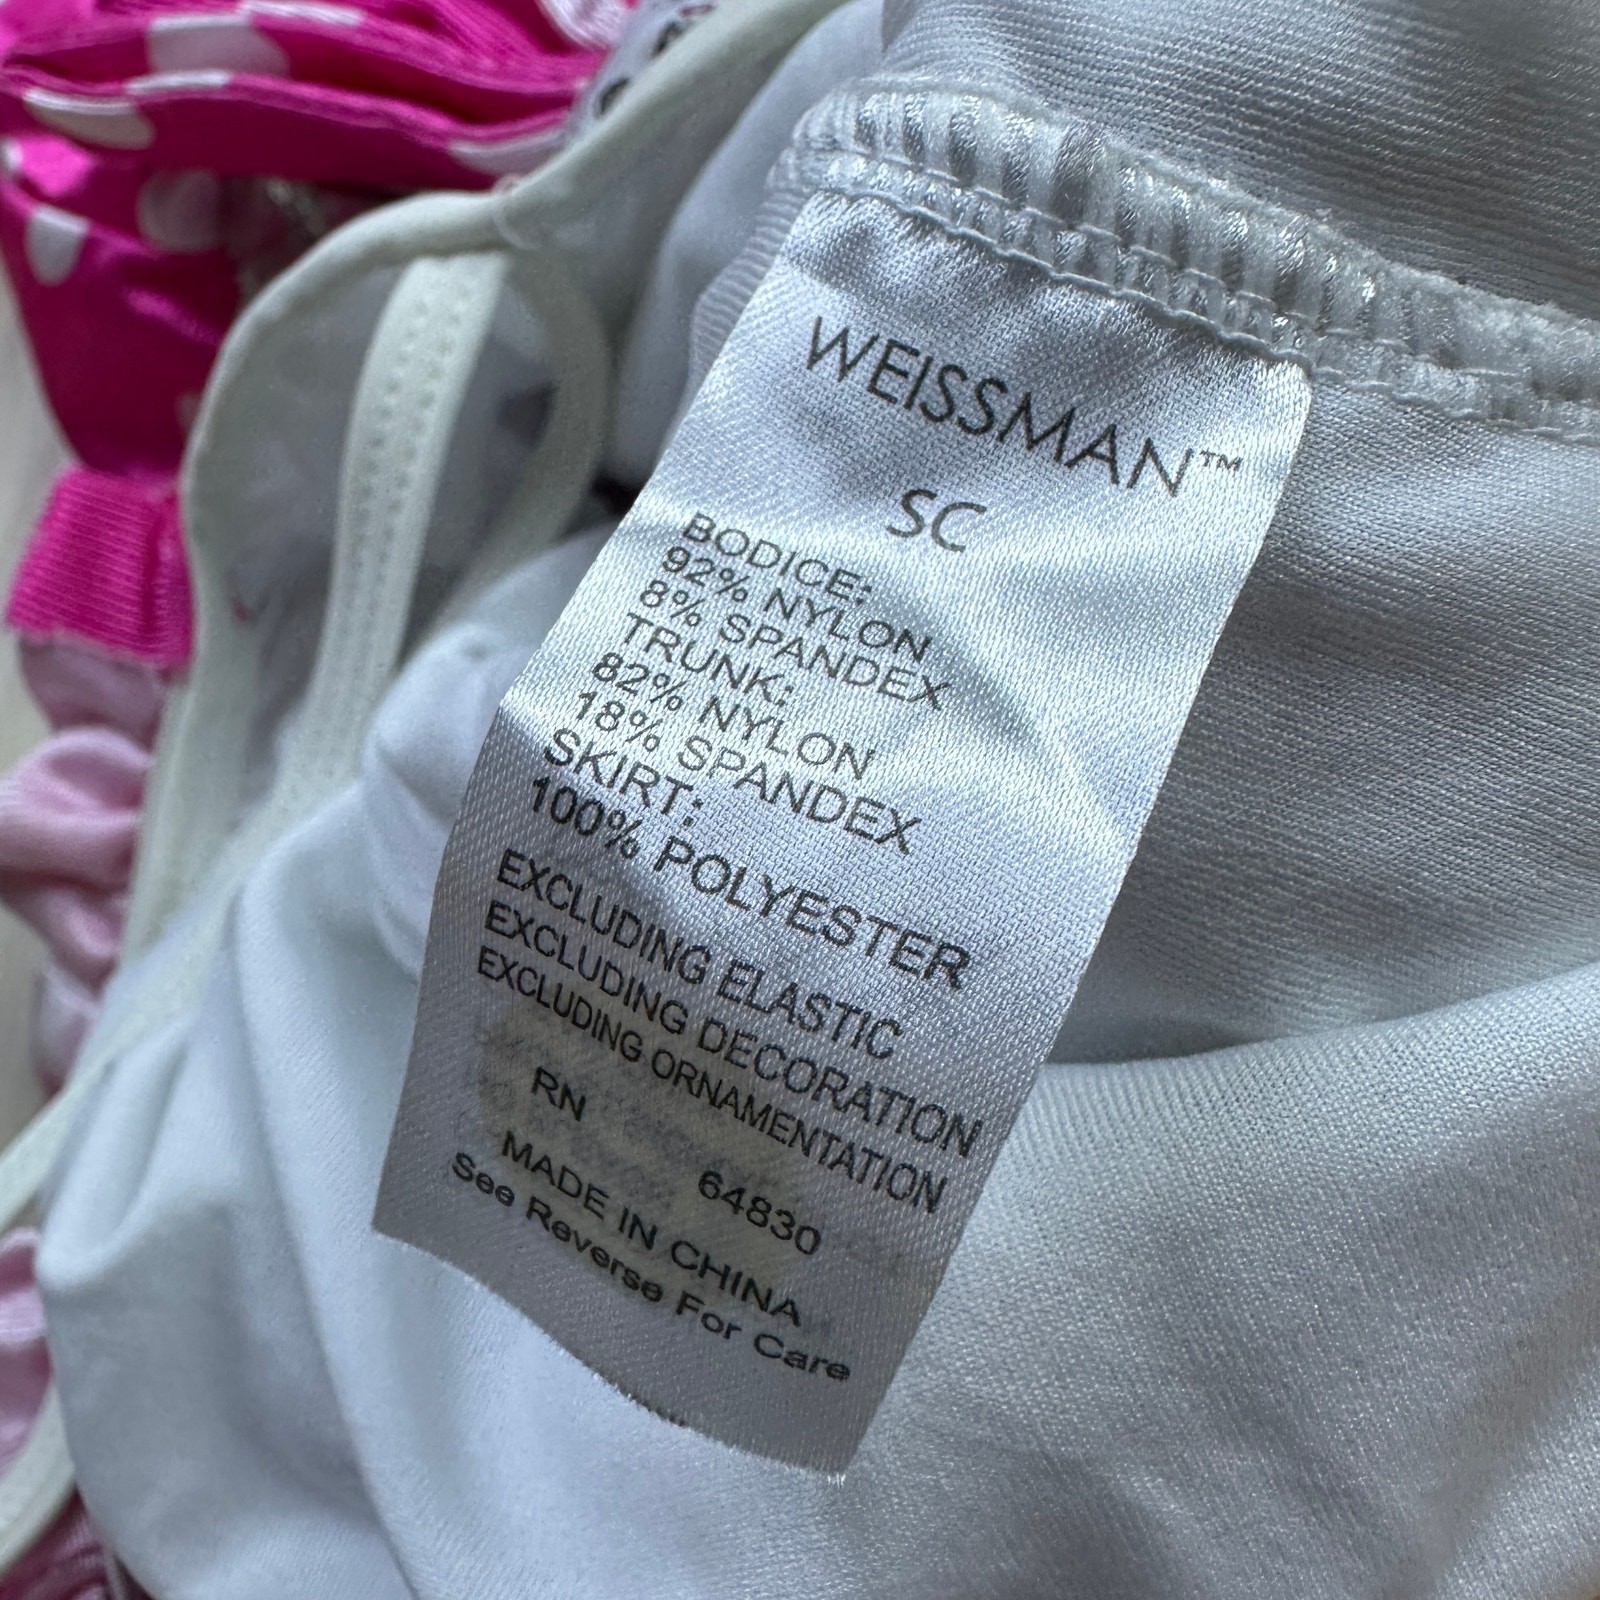 WEISSMAN™
SC
BODICE:
92% NYLON
8% SPANDEX
TRUNK:
82% NYLON
18% SPANDEX
SKIRT:
100% POLYESTER
EXCLUDING ELASTIC
EXCLUDING DECORATION
EXCLUDING ORNAMENTATION
RN 64830
MADE IN CHINA
See Reverse For Care